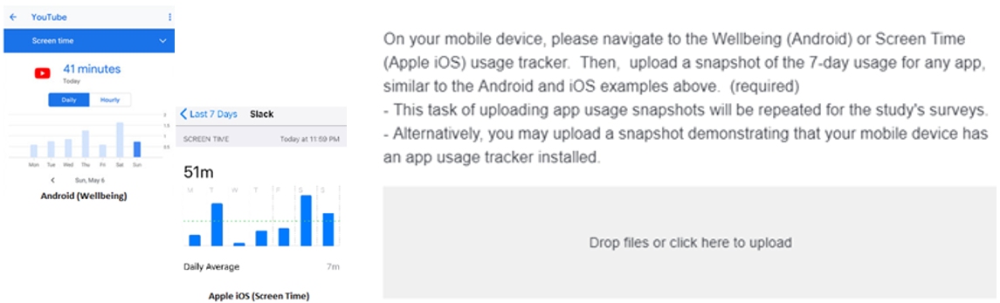 YouTube
Screen time
41 minutes
Today
Daily Hourly
2
1.5
1
0.5
Mon Tue Wed Thu Fri Sat Sun
Sun, May 6
Android (Wellbeing)
Last 7 Days Slack
SCREEN TIME Today at 11:59 PM
51m
M T W T F S S
Daily Average 7m
Apple iOS (Screen Time)
On your mobile device, please navigate to the Wellbeing (Android) or Screen Time
(Apple iOS) usage tracker. Then, upload a snapshot of the 7-day usage for any app,
similar to the Android and iOS examples above. (required)
- This task of uploading app usage snapshots will be repeated for the study's surveys.
- Alternatively, you may upload a snapshot demonstrating that your mobile device has
an app usage tracker installed.
Drop files or click here to upload